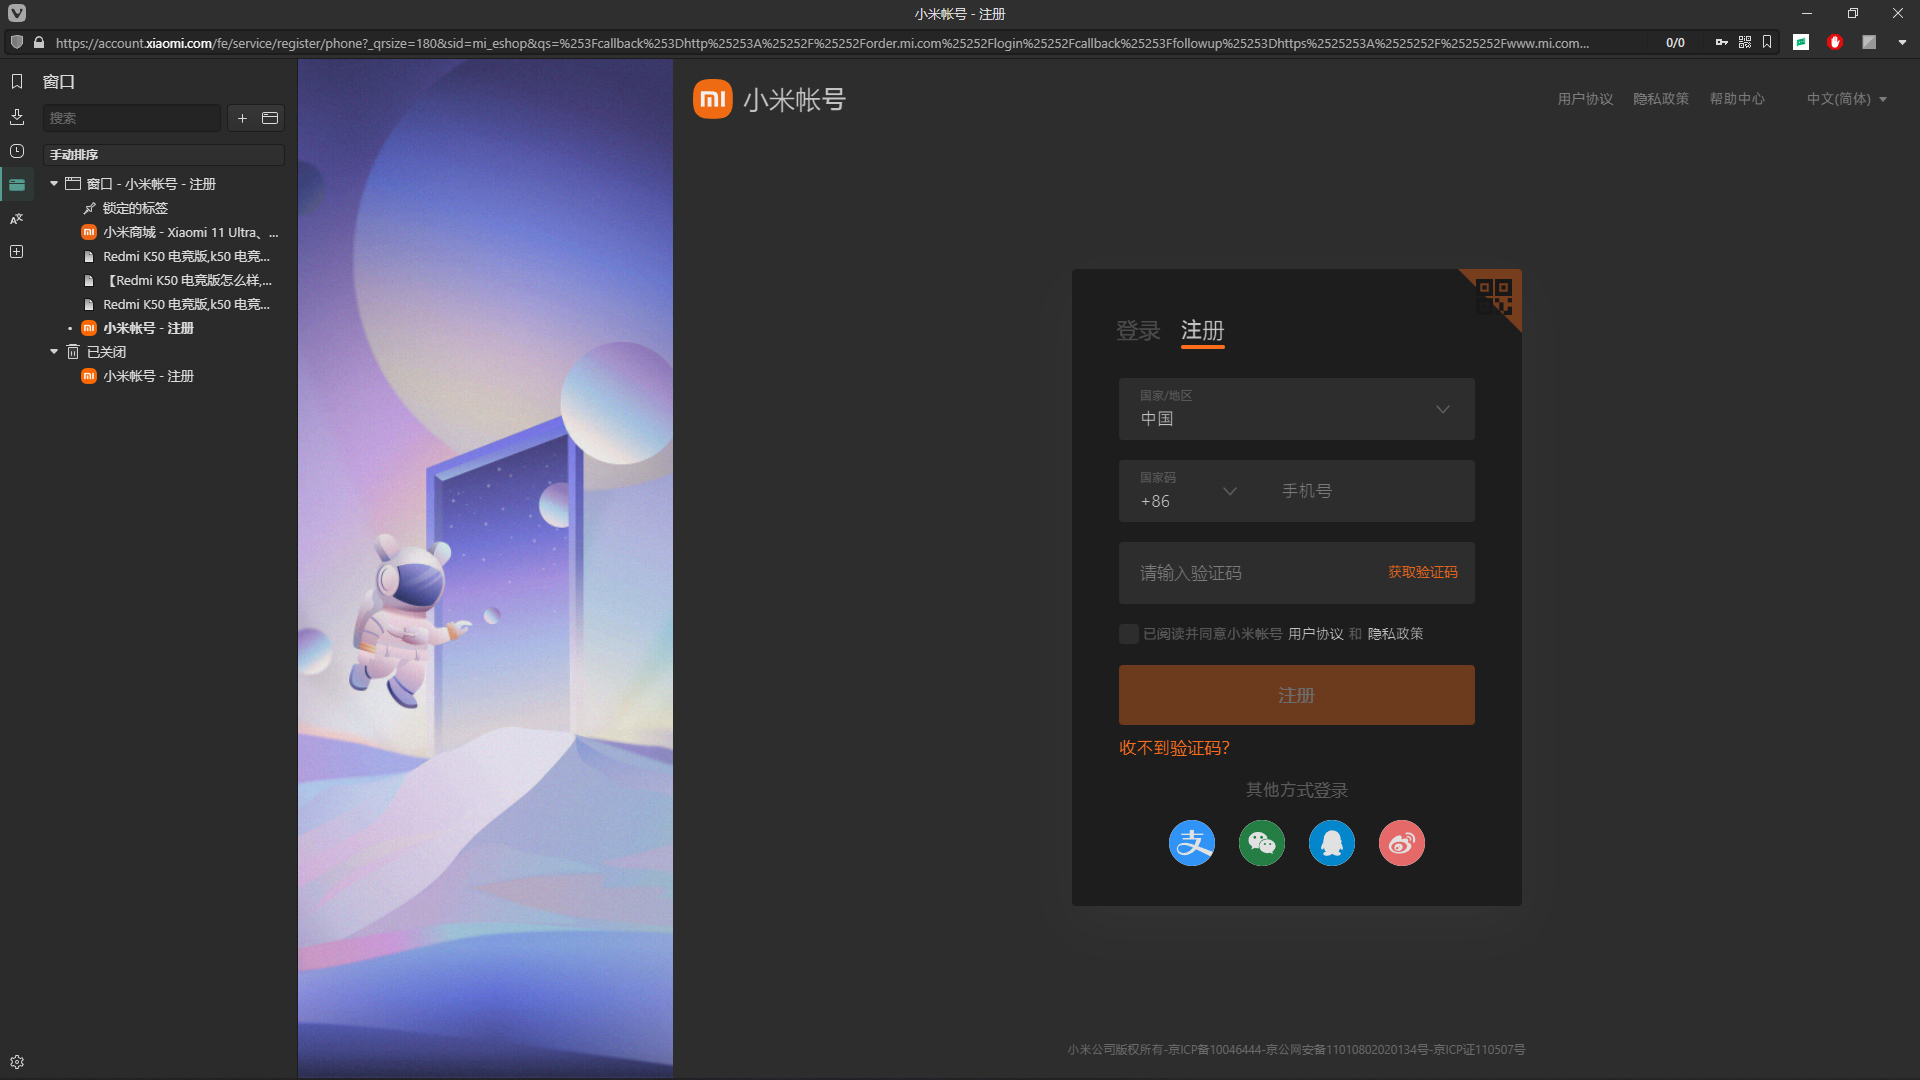 小米帐号 - 注册
https://account.xiaomi.com/fe/service/register/phone?_qrsize=180&sid=mi_eshop&qs=%253Fcallback%253Dhttp%25253A%25252F%25252Forder.mi.com%25252Flogin%25252Fcallback%25253Ffollowup%25253Dhttps%2525253A%2525252F%2525252Fwww.mi.com...
0/0
窗口
搜索
手动排序
窗口 - 小米帐号 - 注册
锁定的标签
小米商城 - Xiaomi 11 Ultra、...
Redmi K50 电竞版,k50 电竞...
【Redmi K50 电竞版怎么样,...
Redmi K50 电竞版,k50 电竞...
小米帐号 - 注册
已关闭
小米帐号 - 注册
小米帐号
用户协议 隐私政策 帮助中心 中文(简体)
登录 注册
国家/地区
中国
国家码
+86
手机号
请输入验证码 获取验证码
已阅读并同意小米帐号 用户协议 和 隐私政策
注册
收不到验证码?
其他方式登录
小米公司版权所有-京ICP备10046444-京公网安备11010802020134号-京ICP证110507号